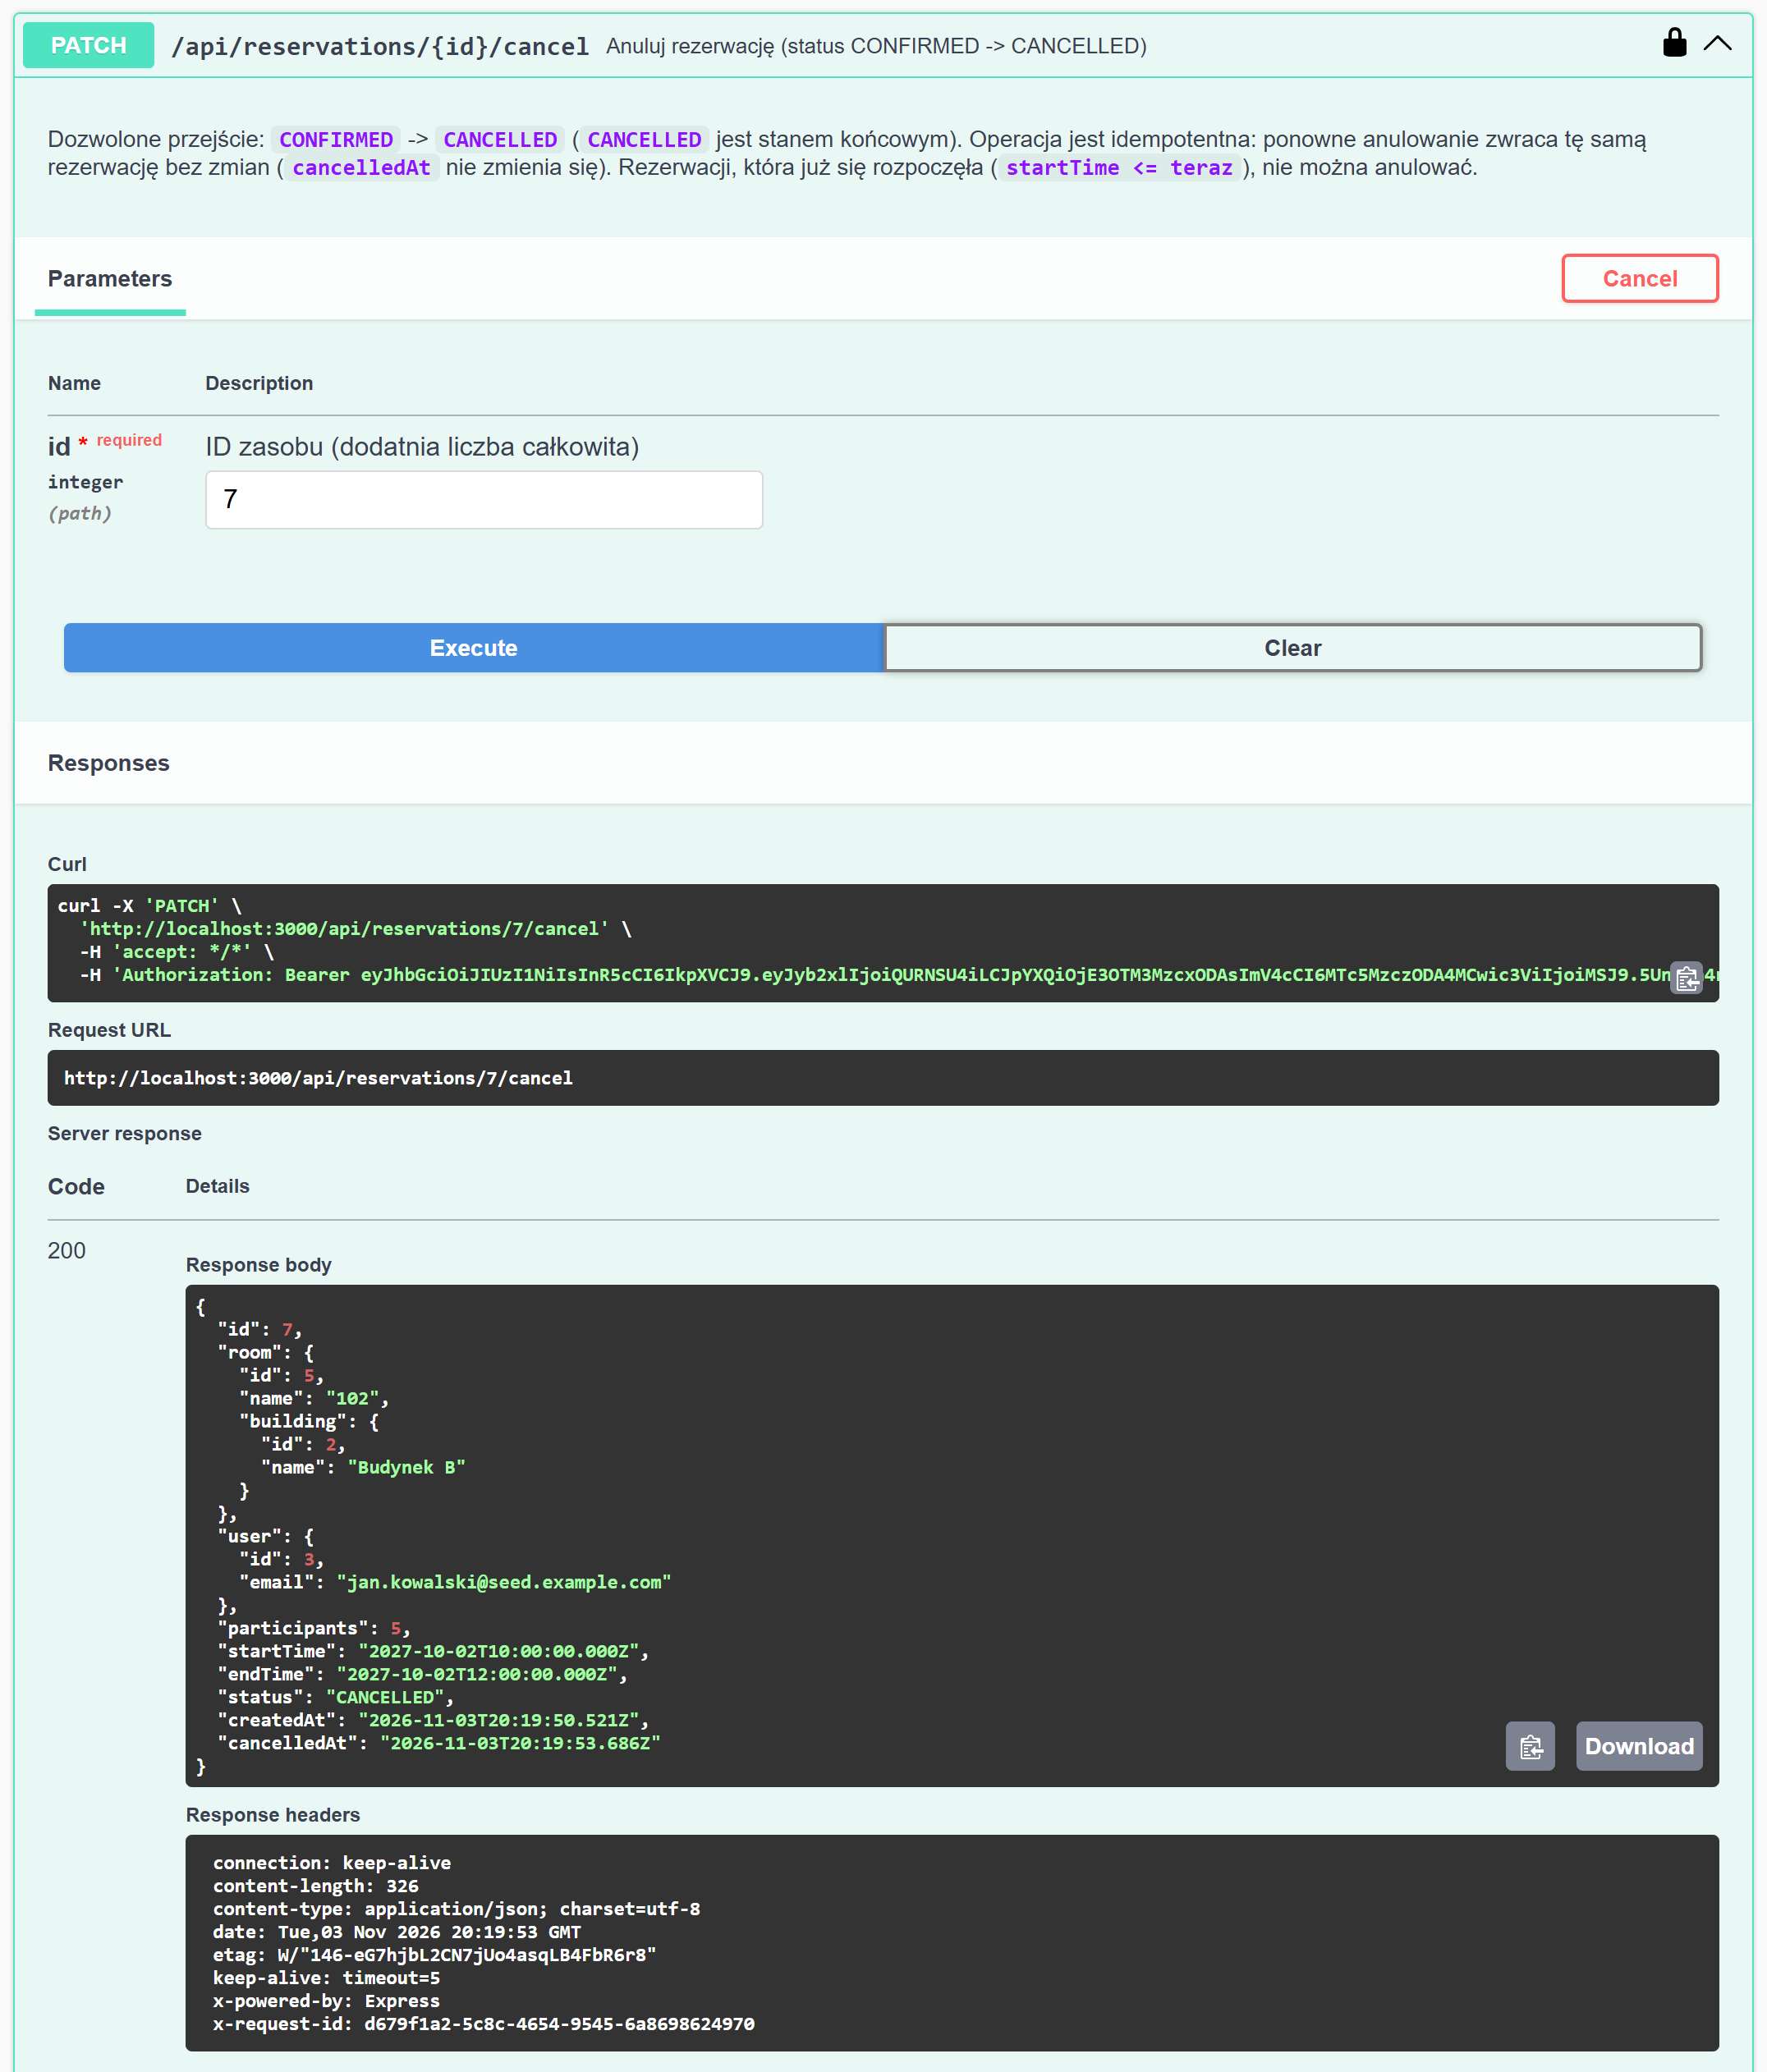 PATCH /api/reservations/{id}/cancel Anuluj rezerwację (status CONFIRMED -> CANCELLED)
Dozwolone przejście: CONFIRMED -> CANCELLED ( CANCELLED jest stanem końcowym). Operacja jest idempotentna: ponowne anulowanie zwraca tę samą
rezerwację bez zmian ( cancelledAt nie zmienia się). Rezerwacji, która już się rozpoczęła ( startTime <= teraz ), nie można anulować.
Parameters Cancel
Name Description
id * required ID zasobu (dodatnia liczba całkowita)
integer
7
(path)
Execute Clear
Responses
Curl
curl -X 'PATCH' \
'http://localhost:3000/api/reservations/7/cancel' \
-H 'accept: */*' \
-H 'Authorization: Bearer eyJhbGciOiJIUzI1NiIsInR5cCI6IkpXVCJ9.eyJyb2xlIjoiQURNSU4iLCJpYXQiOjE3OTM3MzcxODAsImV4cCI6MTc5MzczODA4MCwic3ViIjoiMSJ9.5Un
Request URL
http://localhost:3000/api/reservations/7/cancel
Server response
Code Details
200
Response body
{
"id": 7,
"room": {
"id": 5,
"name": "102",
"building": {
"id": 2,
"name": "Budynek B"
}
},
"user": {
"id": 3,
"email": "jan.kowalski@seed.example.com"
},
"participants": 5,
"startTime": "2027-10-02T10:00:00.000Z",
"endTime": "2027-10-02T12:00:00.000Z",
"status": "CANCELLED",
"createdAt": "2026-11-03T20:19:50.521Z",
"cancelledAt": "2026-11-03T20:19:53.686Z"
}
Download
Response headers
connection: keep-alive
content-length: 326
content-type: application/json; charset=utf-8
date: Tue,03 Nov 2026 20:19:53 GMT
etag: W/"146-eG7hjbL2CN7jUo4asqLB4FbR6r8"
keep-alive: timeout=5
x-powered-by: Express
x-request-id: d679f1a2-5c8c-4654-9545-6a8698624970